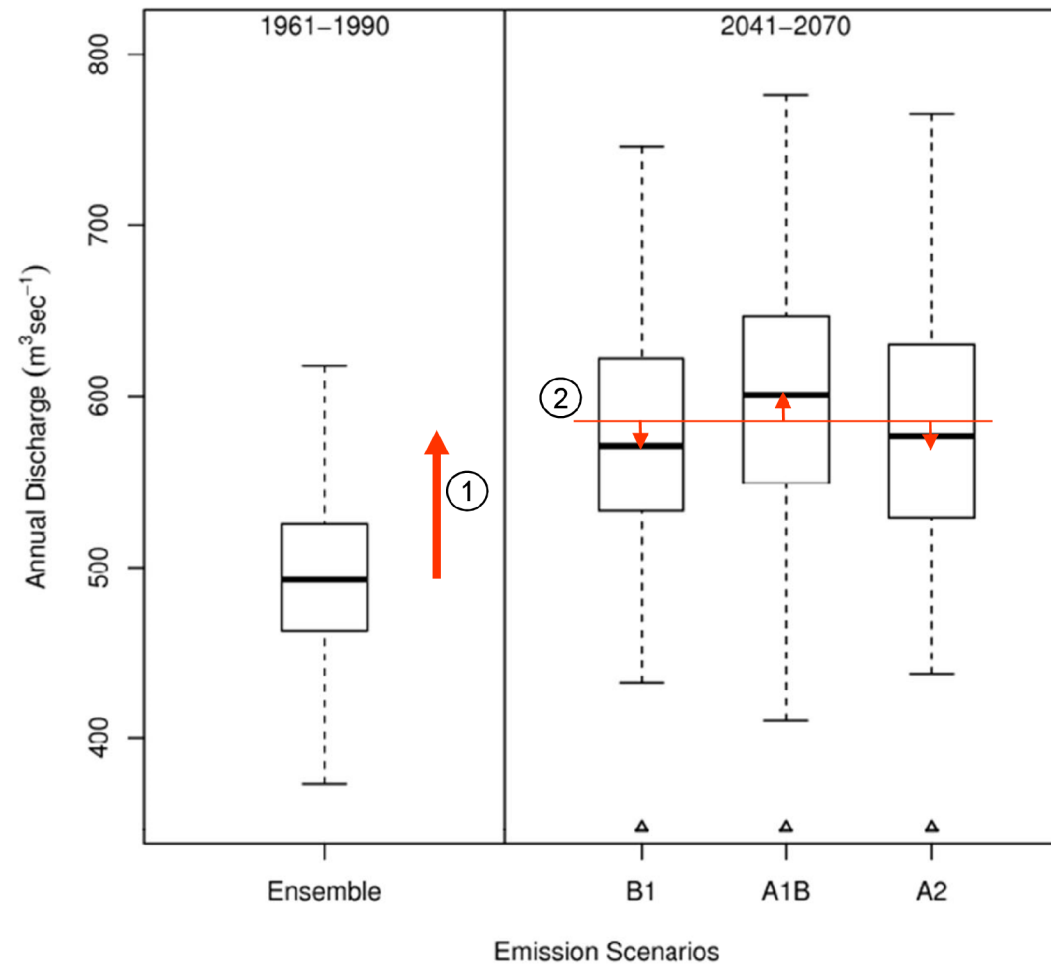 1961–1990
2041–2070
800
700
600
500
400
Annual Discharge (m³sec⁻¹)
①
②
Ensemble
B1
A1B
A2
Emission Scenarios